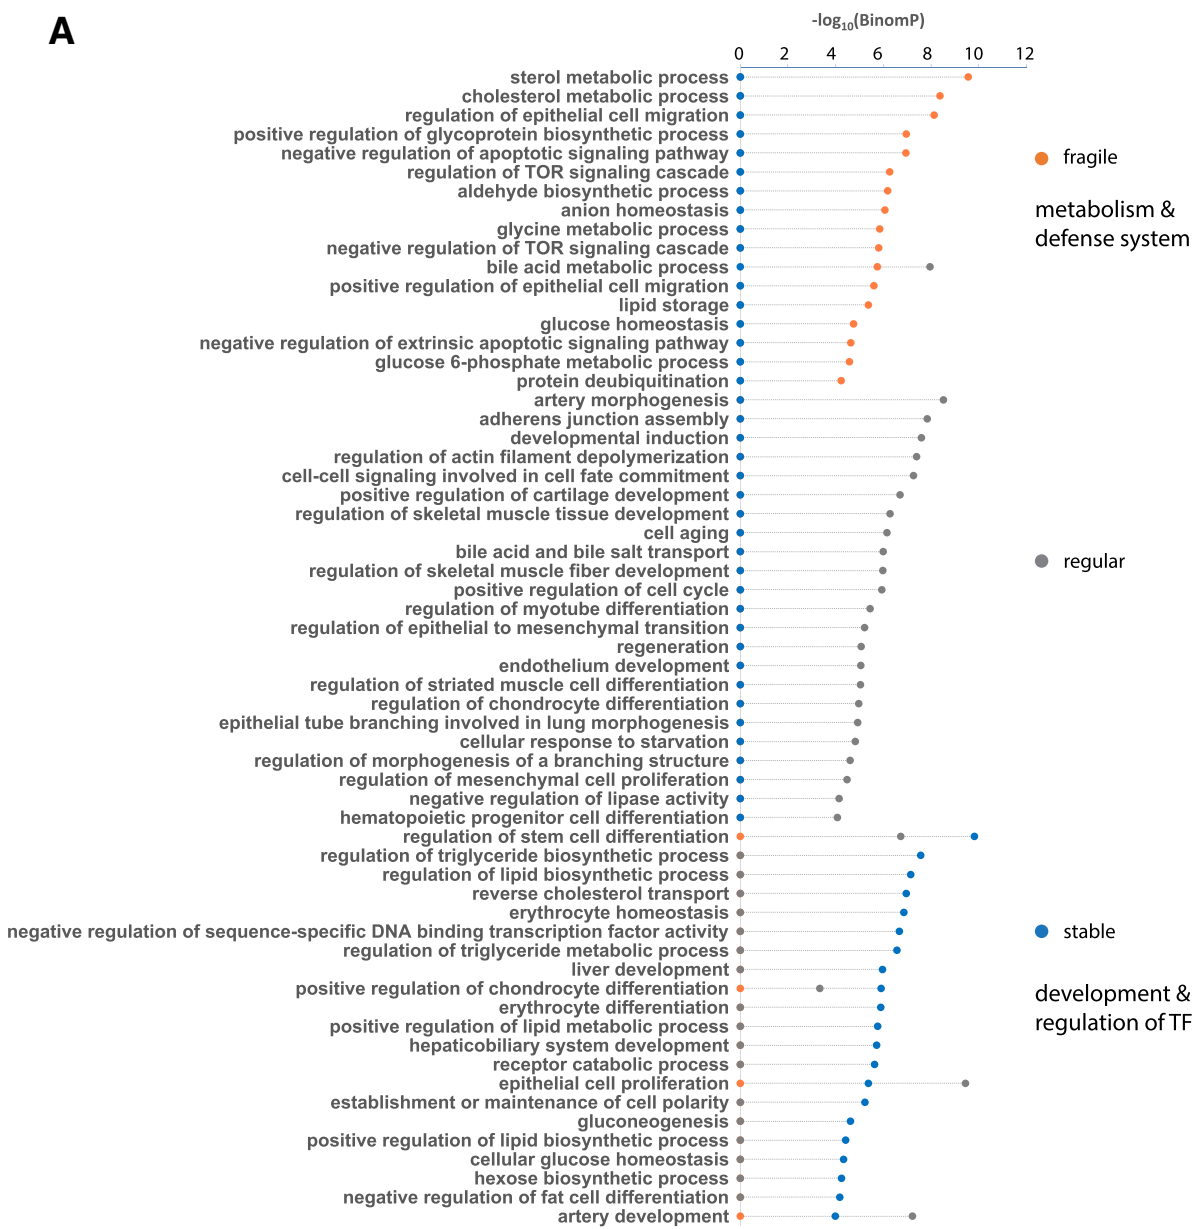 A
-log10(BinomP)
0 2 4 6 8 10 12
sterol metabolic process
cholesterol metabolic process
regulation of epithelial cell migration
positive regulation of glycoprotein biosynthetic process
negative regulation of apoptotic signaling pathway
regulation of TOR signaling cascade
aldehyde biosynthetic process
anion homeostasis
glycine metabolic process
negative regulation of TOR signaling cascade
bile acid metabolic process
positive regulation of epithelial cell migration
lipid storage
glucose homeostasis
negative regulation of extrinsic apoptotic signaling pathway
glucose 6-phosphate metabolic process
protein deubiquitination
artery morphogenesis
adherens junction assembly
developmental induction
regulation of actin filament depolymerization
cell-cell signaling involved in cell fate commitment
positive regulation of cartilage development
regulation of skeletal muscle tissue development
cell aging
bile acid and bile salt transport
regulation of skeletal muscle fiber development
positive regulation of cell cycle
regulation of myotube differentiation
regulation of epithelial to mesenchymal transition
regeneration
endothelium development
regulation of striated muscle cell differentiation
regulation of chondrocyte differentiation
epithelial tube branching involved in lung morphogenesis
cellular response to starvation
regulation of morphogenesis of a branching structure
regulation of mesenchymal cell proliferation
negative regulation of lipase activity
hematopoietic progenitor cell differentiation
regulation of stem cell differentiation
regulation of triglyceride biosynthetic process
regulation of lipid biosynthetic process
reverse cholesterol transport
erythrocyte homeostasis
negative regulation of sequence-specific DNA binding transcription factor activity
regulation of triglyceride metabolic process
liver development
positive regulation of chondrocyte differentiation
erythrocyte differentiation
positive regulation of lipid metabolic process
hepaticobiliary system development
receptor catabolic process
epithelial cell proliferation
establishment or maintenance of cell polarity
gluconeogenesis
positive regulation of lipid biosynthetic process
cellular glucose homeostasis
hexose biosynthetic process
negative regulation of fat cell differentiation
artery development
fragile
metabolism &
defense system
regular
stable
development &
regulation of TF